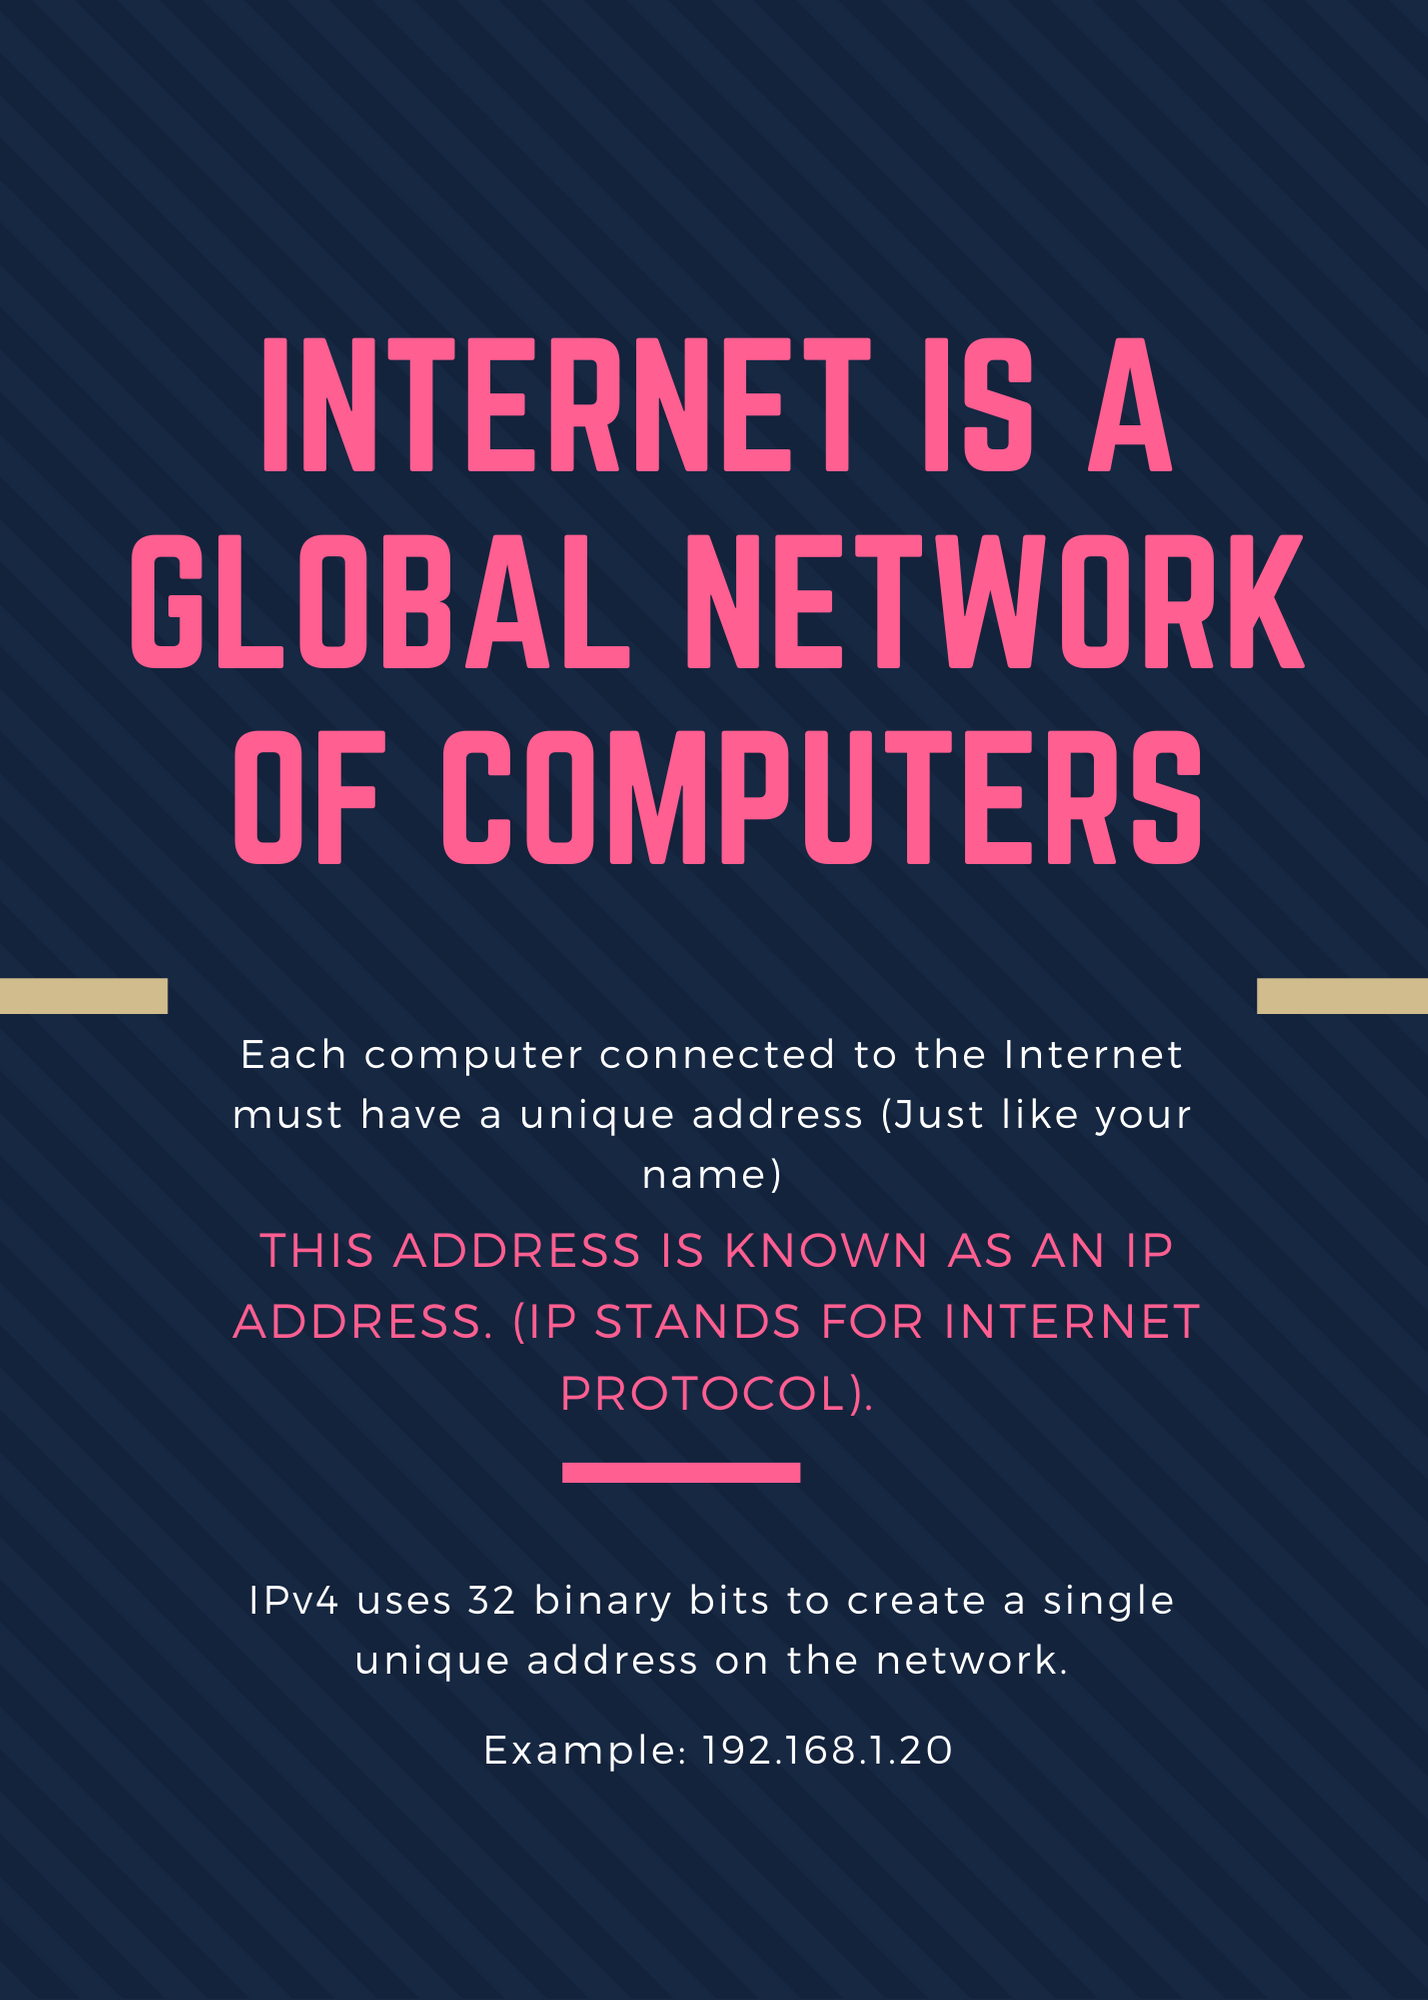 INTERNET IS A
GLOBAL NETWORK
OF COMPUTERS
Each computer connected to the Internet
must have a unique address (Just like your
name)
THIS ADDRESS IS KNOWN AS AN IP
ADDRESS. (IP STANDS FOR INTERNET
PROTOCOL).
IPv4 uses 32 binary bits to create a single
unique address on the network.
Example: 192.168.1.20